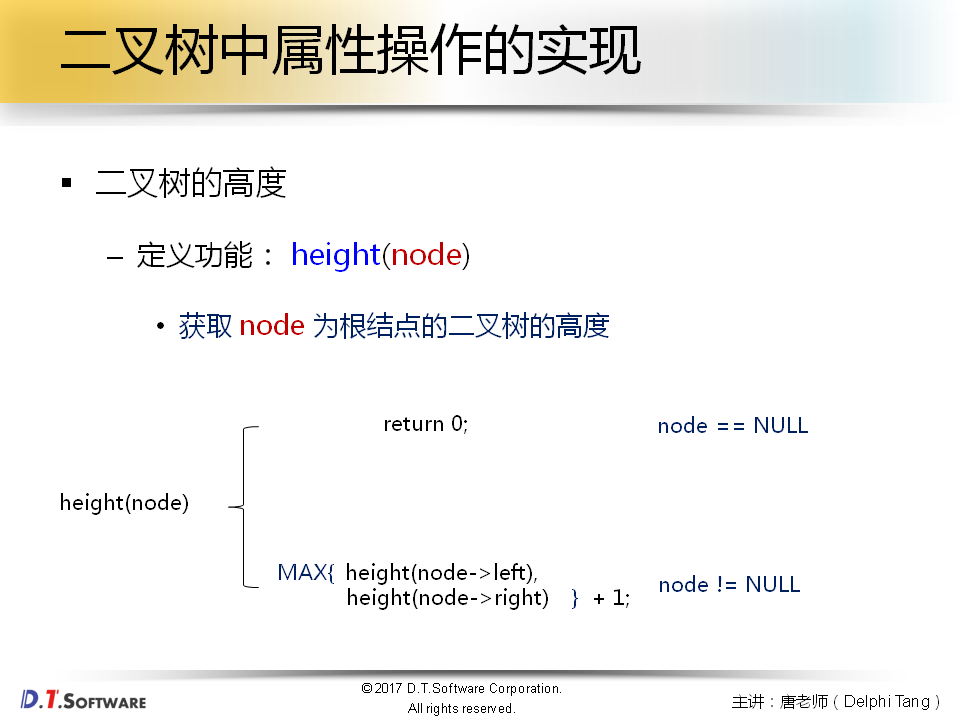 二叉树中属性操作的实现
▪ 二叉树的高度
– 定义功能： height(node)
• 获取 node 为根结点的二叉树的高度
return 0; node == NULL
height(node)
MAX{ height(node->left),
height(node->right) } + 1; node != NULL
D.T.SOFTWARE
©2017 D.T.Software Corporation.
All rights reserved.
主讲：唐老师（Delphi Tang）